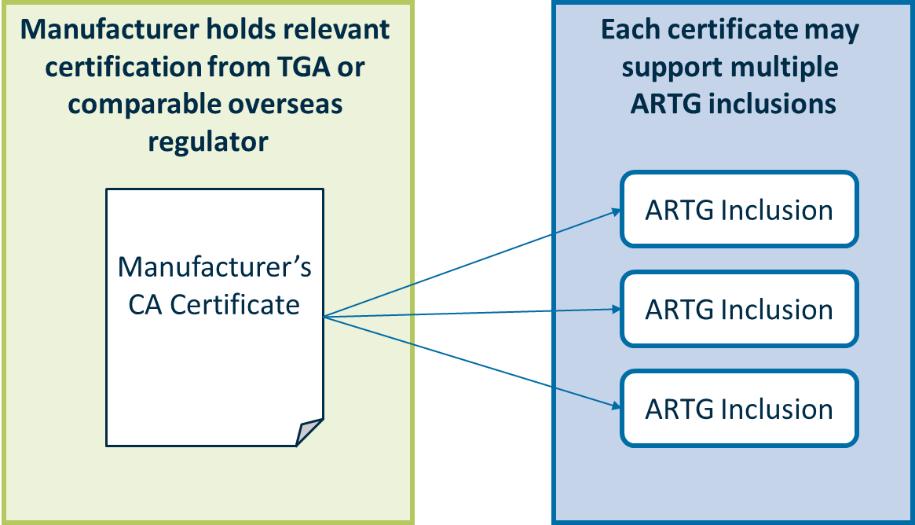 Manufacturer holds relevant
certification from TGA or
comparable overseas
regulator
Manufacturer’s
CA Certificate
Each certificate may
support multiple
ARTG inclusions
ARTG Inclusion
ARTG Inclusion
ARTG Inclusion